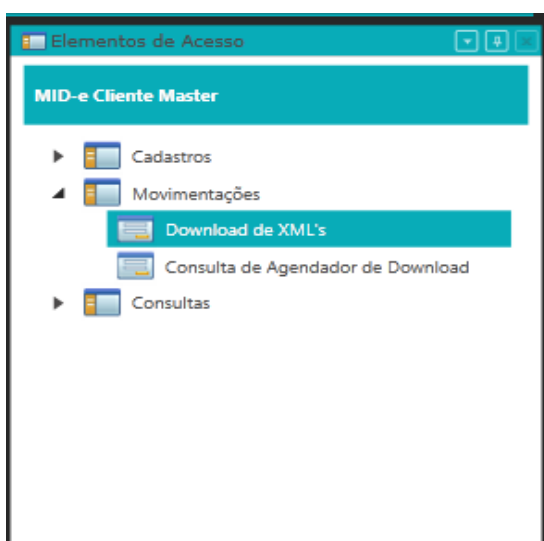 Elementos de Acesso
MID-e Cliente Master
Cadastros
Movimentações
Download de XML's
Consulta de Agendador de Download
Consultas